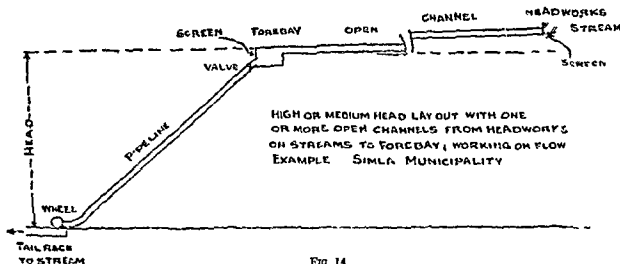 SCREEN FOREBAY OPEN CHANNEL HEADWORKS
STREAM
SCREEN
VALVE
HEAD
PIPELINE
HIGH OR MEDIUM HEAD LAY OUT WITH ONE
OR MORE OPEN CHANNELS FROM HEADWORKS
ON STREAMS TO FOREBAY, WORKING ON FLOW
EXAMPLE SIMLA MUNICIPALITY
WHEEL
TAIL RACE
TO STREAM
FIG. 14